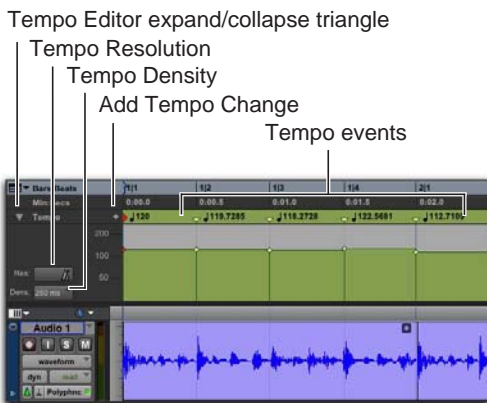 Tempo Editor expand/collapse triangle
Tempo Resolution
Tempo Density
Add Tempo Change
Tempo events
Bars|Beats 1|1 1|2 1|3 1|4 2|1
Min:Secs 0:00.0 0:00.5 0:01.0 0:01.5 0:02.0
Tempo + 120 119.7285 118.2728 122.5681 112.7109
200
100
50
Res:
Dens: 250 ms
Audio 1
I S M
waveform
dyn read
Polyphnc